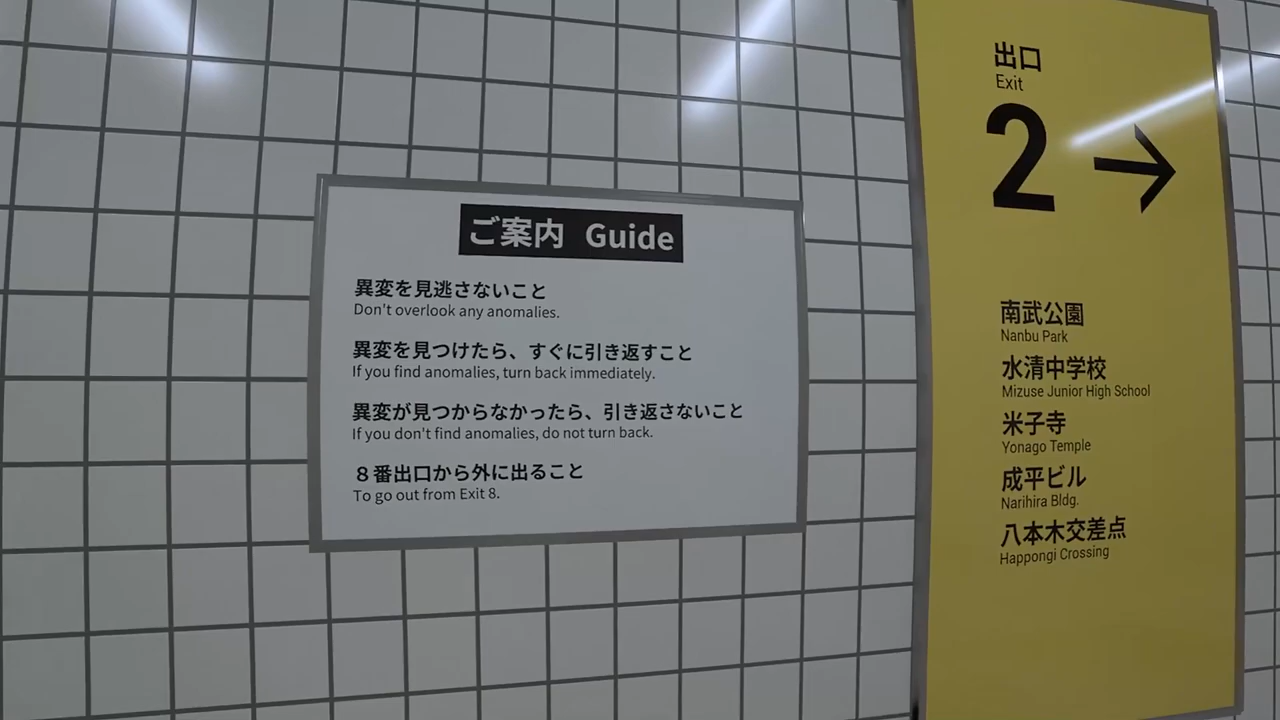 ご案内 Guide
異変を見逃さないこと
Don't overlook any anomalies.
異変を見つけたら、すぐに引き返すこと
If you find anomalies, turn back immediately.
異変が見つからなかったら、引き返さないこと
If you don't find anomalies, do not turn back.
８番出口から外に出ること
To go out from Exit 8.
出口
Exit
2 →
南武公園
Nanbu Park
水清中学校
Mizuse Junior High School
米子寺
Yonago Temple
成平ビル
Narihira Bldg.
八本木交差点
Happongi Crossing